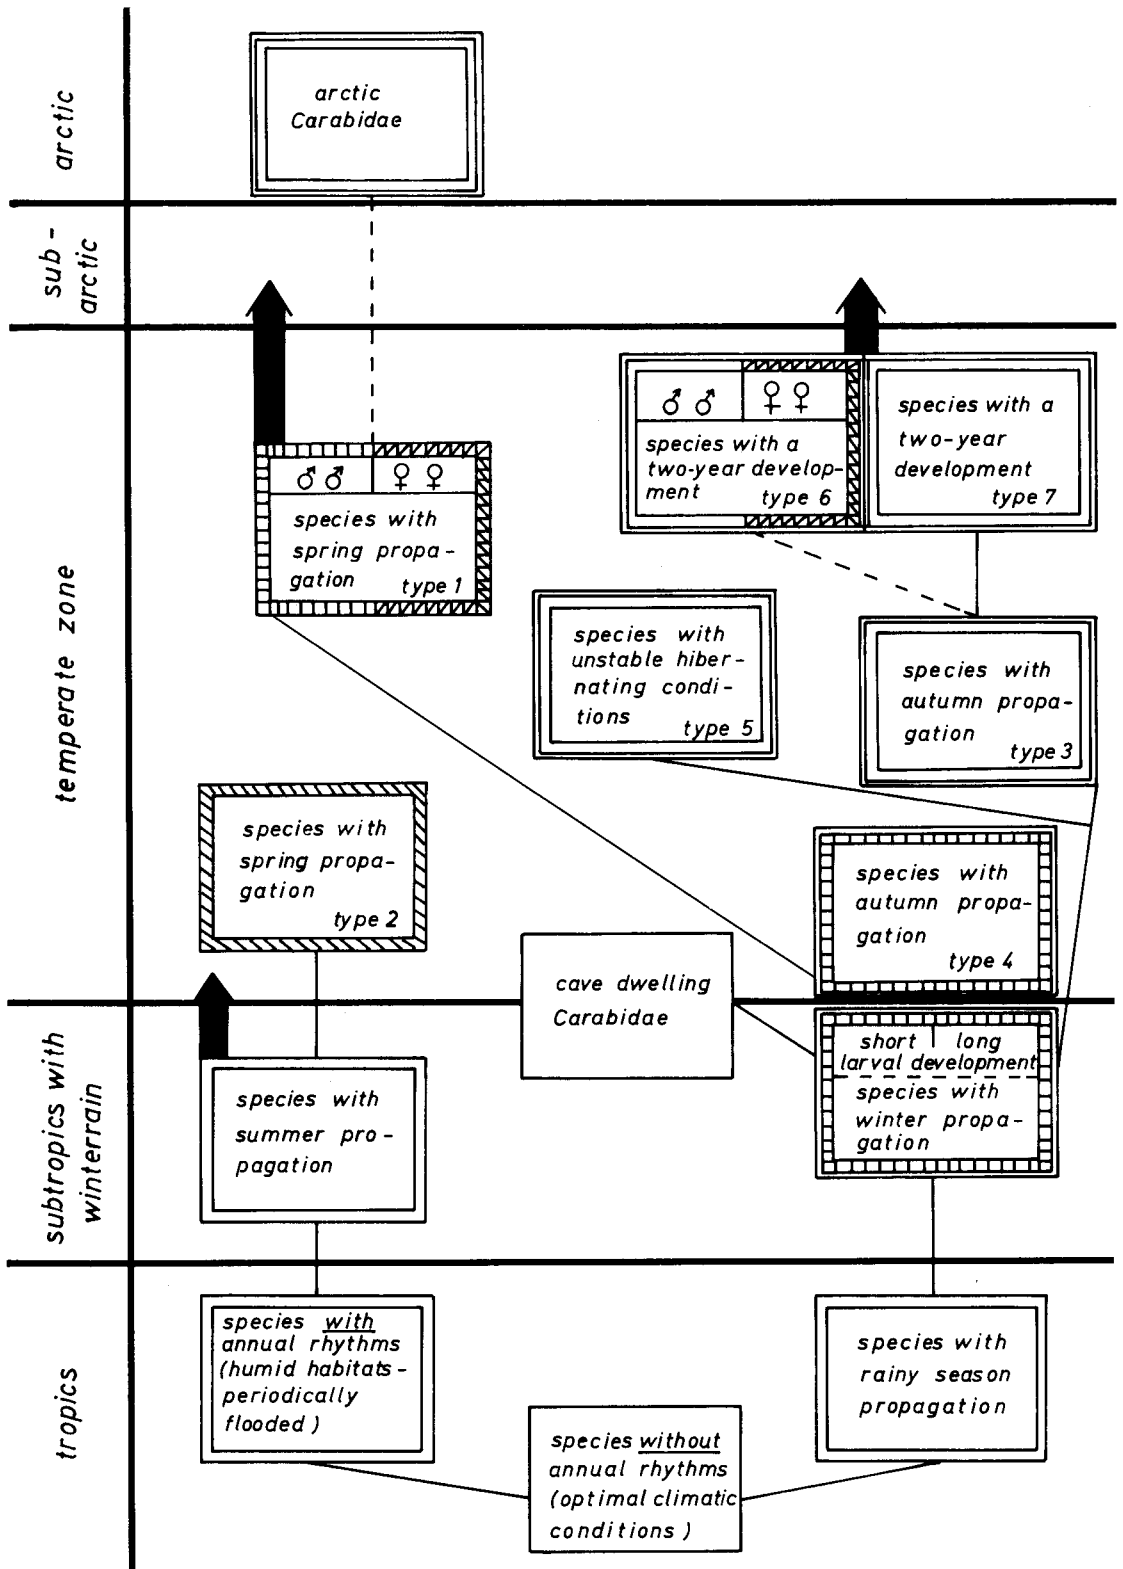 arctic
arctic
Carabidae
sub-
arctic
temperate zone
♂♂ ♀♀
species with
spring propa-
gation
type 1
♂♂ ♀♀
species with a
two-year develop-
ment
type 6
species with a
two-year
development
type 7
species with
unstable hiber-
nating condi-
tions
type 5
species with
autumn propa-
gation
type 3
species with
spring propa-
gation
type 2
species with
autumn propa-
gation
type 4
cave dwelling
Carabidae
subtropics with
winterrain
species with
summer pro-
pagation
short long
larval development
species with
winter propa-
gation
tropics
species with
annual rhythms
(humid habitats-
periodically
flooded)
species without
annual rhythms
(optimal climatic
conditions)
species with
rainy season
propagation